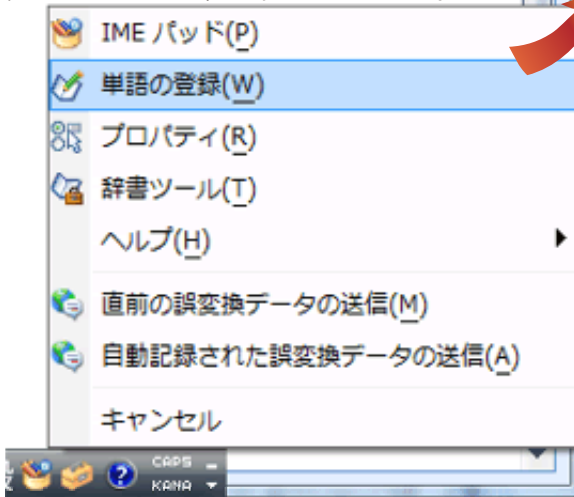 IME パッド(P)
単語の登録(W)
プロパティ(R)
辞書ツール(T)
ヘルプ(H)
直前の誤変換データの送信(M)
自動記録された誤変換データの送信(A)
キャンセル
CAPS
KANA